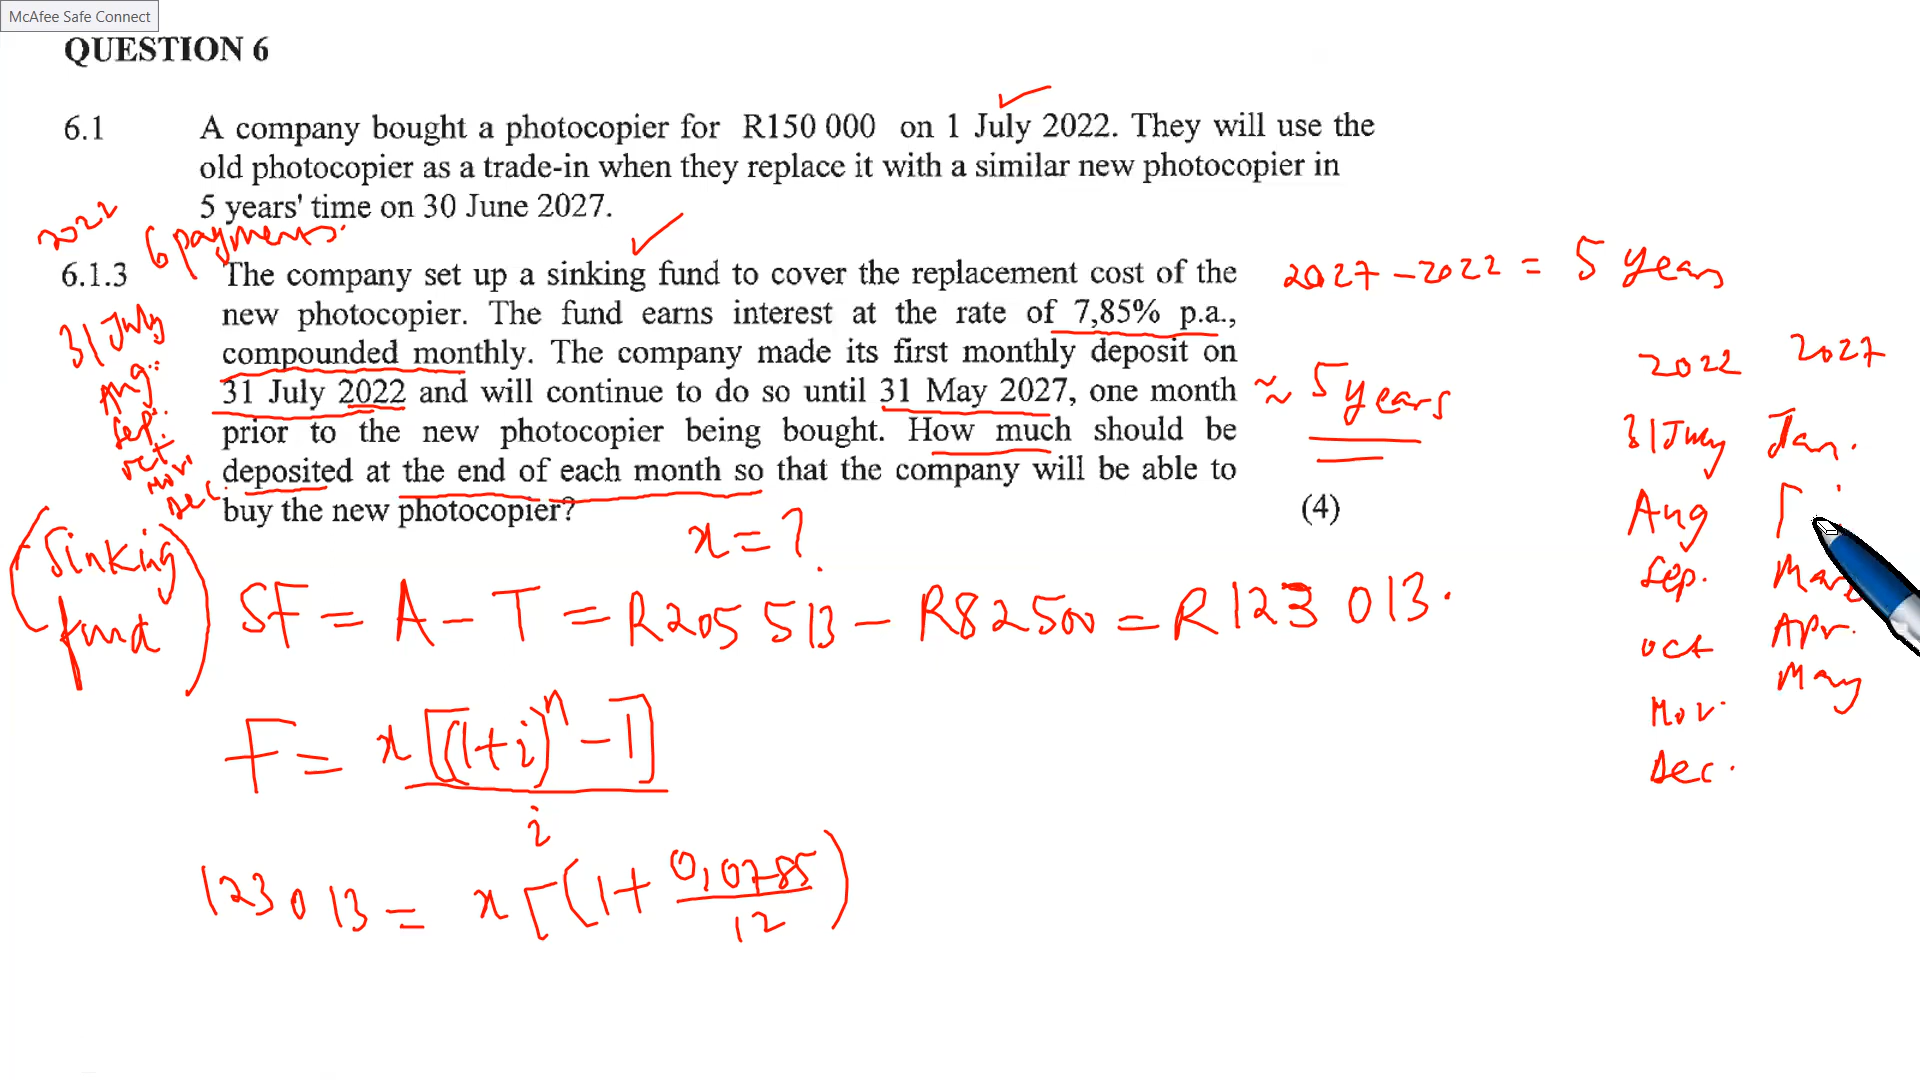 McAfee Safe Connect
QUESTION 6
6.1 A company bought a photocopier for R150 000 on 1 July 2022. They will use the
old photocopier as a trade-in when they replace it with a similar new photocopier in
5 years' time on 30 June 2027.
2022
6 payments.
6.1.3 The company set up a sinking fund to cover the replacement cost of the
new photocopier. The fund earns interest at the rate of 7,85% p.a.,
compounded monthly. The company made its first monthly deposit on
31 July 2022 and will continue to do so until 31 May 2027, one month
prior to the new photocopier being bought. How much should be
deposited at the end of each month so that the company will be able to
buy the new photocopier? (4)
31 July
Aug.
Sep.
oct
Nov
Dec.
2027 - 2022 = 5 years
≈ 5 years
2022 2027
31 July Jan.
Aug
Sep. Mar
oct Apr.
Nov. May
Dec.
x = ?
(Sinking
fund)
SF = A - T = R205 513 - R82500 = R123 013.
F = x[(1+i)^n - 1]
i
123 013 = x[(1 + 0,0785
12)